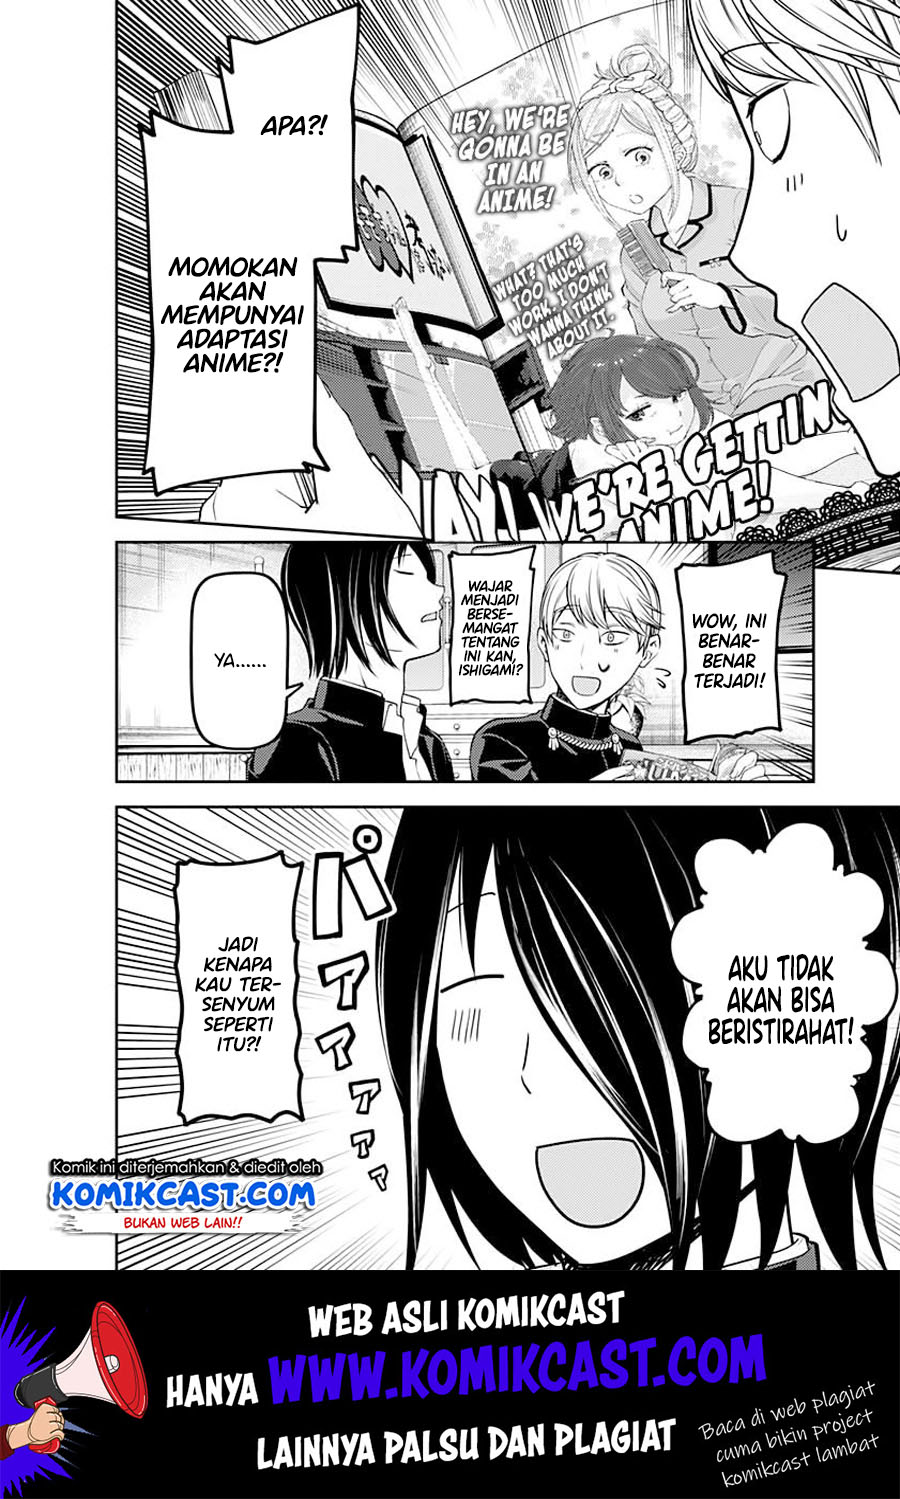 HEY, WE'RE
GONNA BE
IN AN
ANIME!
WHAT? THAT'S
TOO MUCH
WORK. I DON'T
WANNA THINK
ABOUT IT.
WE'RE GETTING
ANIME!
APA?!
MOMOKAN
AKAN
MEMPUNYAI
ADAPTASI
ANIME?!
WOW, INI
BENAR-
BENAR
TERJADI!
WAJAR
MENJADI
BERSE-
MANGAT
TENTANG
INI KAN,
ISHIGAMI?
YA......
AKU TIDAK
AKAN BISA
BERISTIRAHAT!
パァァァァァァ
JADI
KENAPA
KAU TER-
SENYUM
SEPERTI
ITU?!
Komik ini diterjemahkan & diedit oleh
KOMIKCAST.COM
BUKAN WEB LAIN!!
WEB ASLI KOMIKCAST
HANYA WWW.KOMIKCAST.COM
LAINNYA PALSU DAN PLAGIAT
Baca di web plagiat
cuma bikin project
komikcast lambat